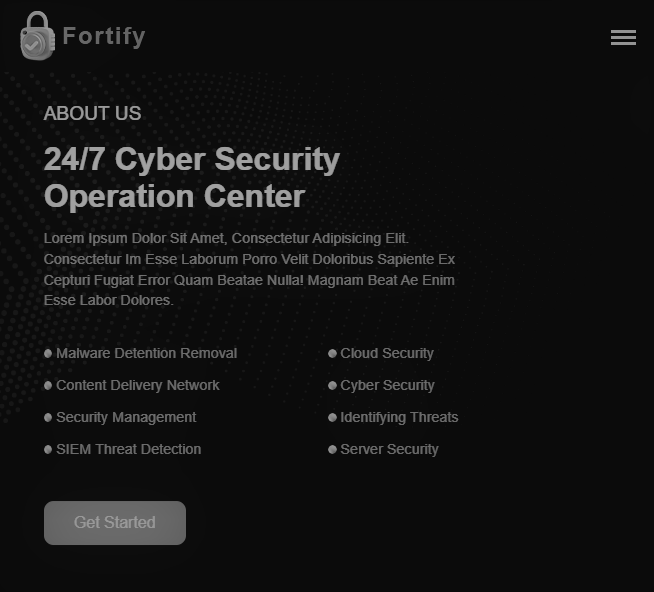 Fortify
ABOUT US
24/7 Cyber Security
Operation Center
Lorem Ipsum Dolor Sit Amet, Consectetur Adipisicing Elit.
Consectetur Im Esse Laborum Porro Velit Doloribus Sapiente Ex
Cepturi Fugiat Error Quam Beatae Nulla! Magnam Beat Ae Enim
Esse Labor Dolores.
Malware Detention Removal
Cloud Security
Content Delivery Network
Cyber Security
Security Management
Identifying Threats
SIEM Threat Detection
Server Security
Get Started